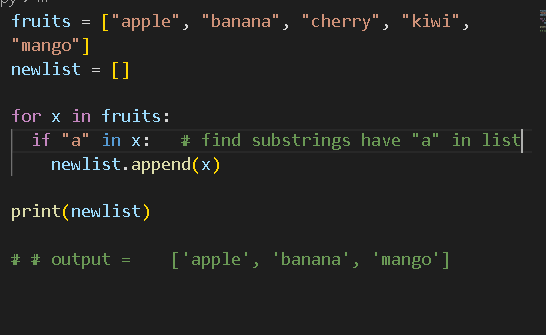 fruits = ["apple", "banana", "cherry", "kiwi",
"mango"]
newlist = []
for x in fruits:
if "a" in x:   # find substrings have "a" in list
newlist.append(x)
print(newlist)
# # output =    ['apple', 'banana', 'mango']